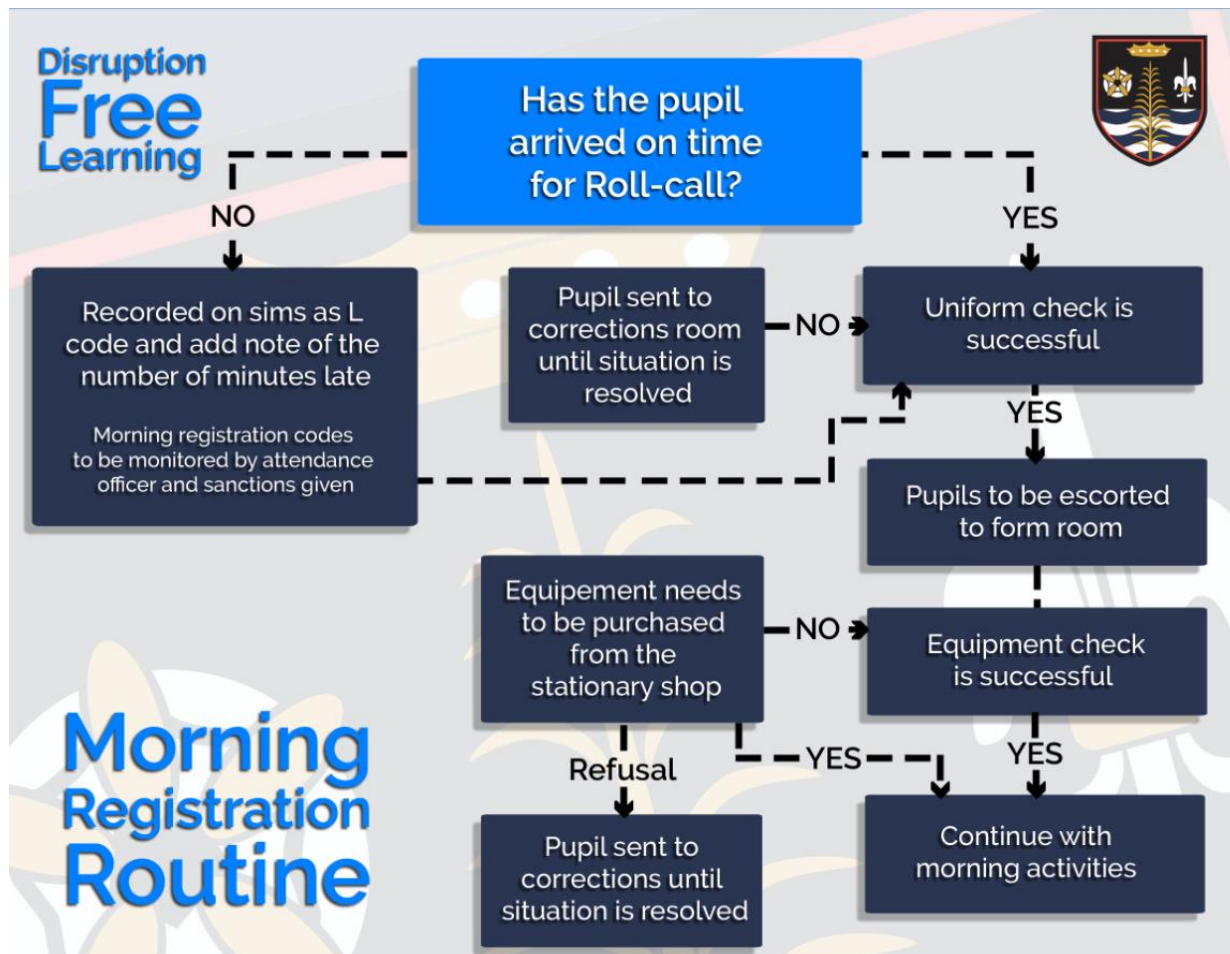 Disruption
Free
Learning
Has the pupil
arrived on time
for Roll-call?
NO
YES
Recorded on sims as L
code and add note of the
number of minutes late
Morning registration codes
to be monitored by attendance
officer and sanctions given
Pupil sent to
corrections room
until situation is
resolved
NO
Uniform check is
successful
YES
Pupils to be escorted
to form room
Equipement needs
to be purchased
from the
stationary shop
NO
Equipment check
is successful
Refusal
YES
YES
Pupil sent to
corrections until
situation is resolved
Continue with
morning activities
Morning
Registration
Routine